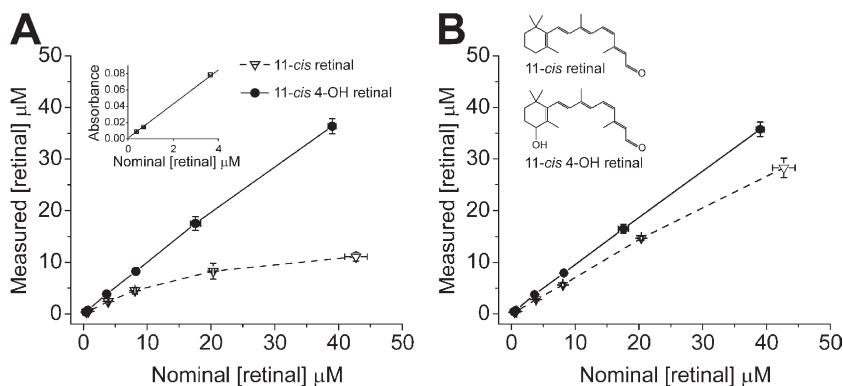 A
Measured [retinal] μM
50
40
30
20
10
0
0 10 20 30 40 50
Nominal [retinal] μM
Absorbance
0.08
0.06
0.04
0.02
0.00
0 2 4
Nominal [retinal] μM
11-cis retinal
11-cis 4-OH retinal
B
Measured [retinal] μM
50
40
30
20
10
0
0 10 20 30 40 50
Nominal [retinal] μM
O
11-cis retinal
O
OH
11-cis 4-OH retinal